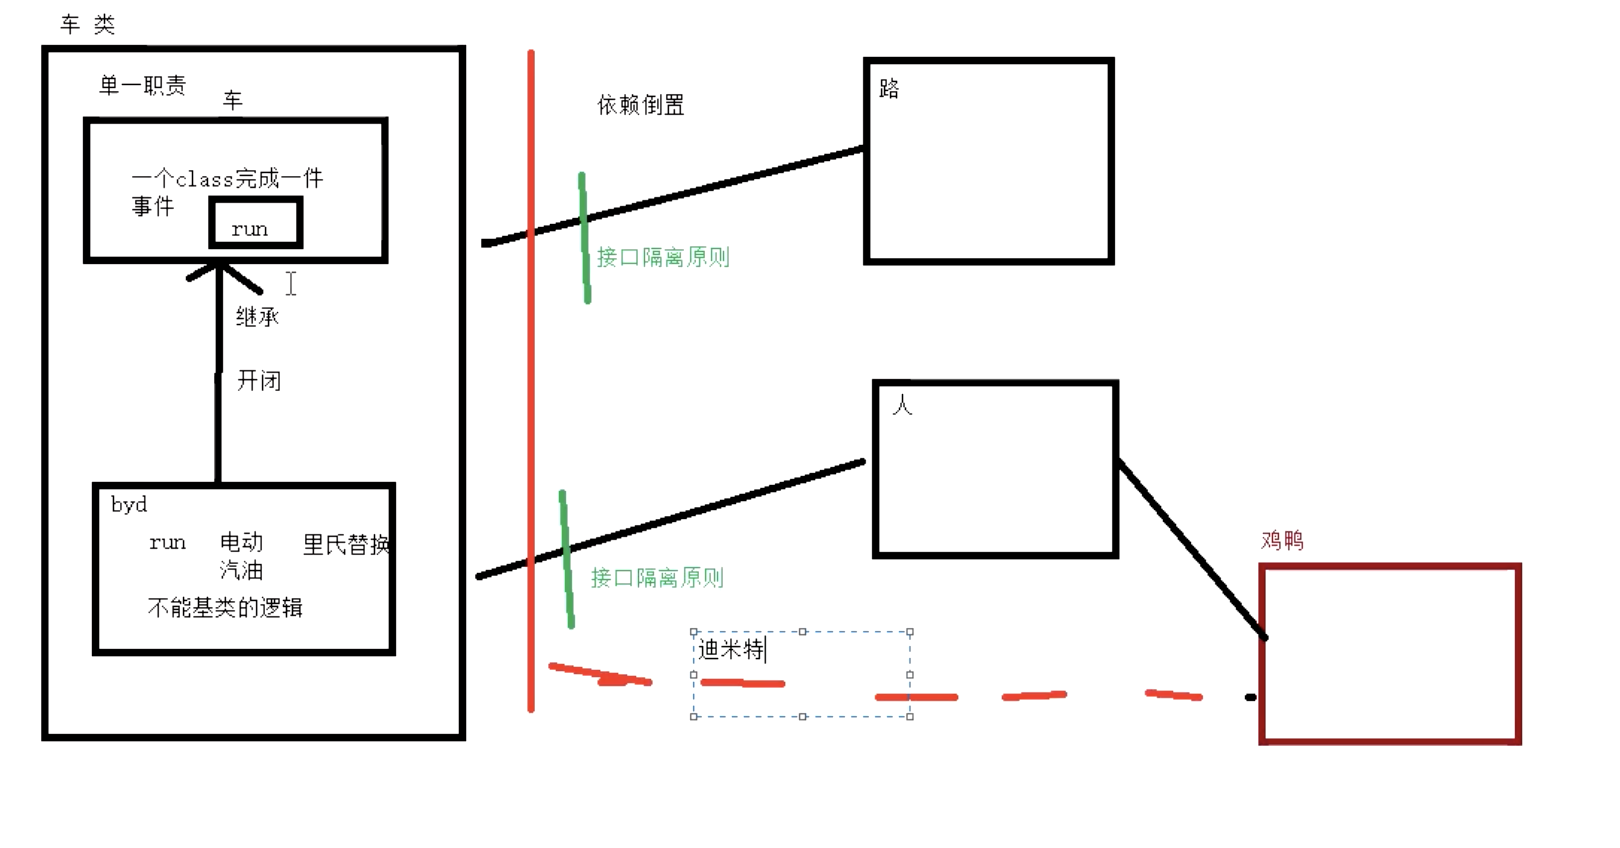 车 类
单一职责
车
一个class完成一件
事件
run
继承
开闭
byd
run 电动 里氏替换
汽油
不能基类的逻辑
依赖倒置
接口隔离原则
路
人
接口隔离原则
迪米特
鸡鸭